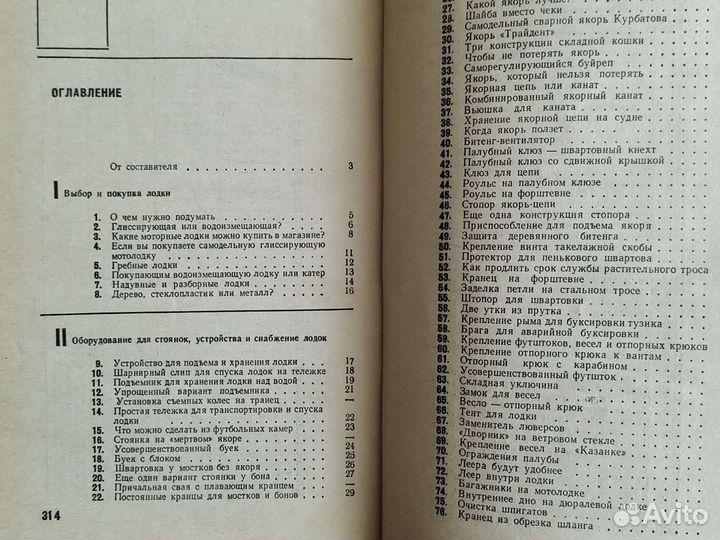 ОГЛАВЛЕНИЕ
От составителя . . . . . . . . . . . . . . . . 3
I Выбор и покупка лодки
1. О чем нужно подумать . . . . . . . . . . . 5
2. Глиссирующая или водоизмещающая? . . . . . 6
3. Какие моторные лодки можно купить в магазине? . 8
4. Если вы покупаете самодельную глиссирующую
мотолодку . . . . . . . . . . . . . . . . 11
5. Гребные лодки . . . . . . . . . . . . . . 12
6. Покупающим водоизмещающую лодку или катер 13
7. Надувные и разборные лодки . . . . . . . . 14
8. Дерево, стеклопластик или металл? . . . . . 16
II Оборудование для стоянок, устройства и снабжение лодок
9. Устройство для подъема и хранения лодки . . 17
10. Шарнирный слип для спуска лодок на тележке 18
11. Подъемник для хранения лодки над водой . . 19
12. Упрощенный вариант подъемника . . . . . . 21
13. Установка съемных колес на транец . . . . . —
14. Простая тележка для транспортировки и спуска
лодки . . . . . . . . . . . . . . . . . . 22
15. Что можно сделать из футбольных камер . . . 23
16. Стоянка на «мертвом» якоре . . . . . . . . —
17. Усовершенствованный буек . . . . . . . . . 24
18. Буек с блоком . . . . . . . . . . . . . . 25
19. Швартовка у мостков без якоря . . . . . . . 26
20. Еще один вариант стоянки у бона . . . . . . 27
21. Причальная свая с плавающим кранцем . . . . —
22. Постоянные кранцы для мостков и бонов . . . 29
314
27. Какой якорь лучше?
28. Шайба вместо чеки
29. Самодельный сварной якорь Курбатова
30. Якорь «Трайдент»
31. Три конструкции складной кошки
32. Чтобы не потерять якорь
33. Саморегулирующийся буйреп
34. Якорь, который нельзя потерять
35. Якорная цепь или канат
36. Комбинированный якорный канат
37. Вьюшка для каната
38. Хранение якорной цепи на судне
39. Когда якорь ползет
40. Битенг-вентилятор
41. Палубный клюз — швартовный кнехт
42. Палубный клюз со сдвижной крышкой
43. Клюз для цепи
44. Роульс на палубном клюзе
45. Роульс на форштевне
46. Стопор якорь-цепи
47. Еще одна конструкция стопора
48. Приспособление для подъема якоря
49. Защита деревянного битенга
50. Крепление винта такелажной скобы
51. Протектор для пенькового швартова
52. Как продлить срок службы растительного троса
53. Кранец на форштевне
54. Заделка петли на стальном тросе
55. Штопор для швартовки
56. Две утки из прутка
57. Крепление рыма для буксировки тузика
58. Брага для аварийной буксировки
59. Крепление футштоков, весел и отпорных крюков
60. Крепление отпорного крюка к вантам
61. Отпорный крюк с карабином
62. Усовершенствованный футшток
63. Складная уключина
64. Замок для весел
65. Весло — отпорный крюк
66. Тент для лодки
67. Заменитель люверсов
68. «Дворник» на ветровом стекле
69. Крепление весел на «Казанке»
70. Ограждения палубы
71. Леера будут удобнее
72. Леер внутри лодки
73. Багажники на мотолодке
74. Внутреннее дно на дюралевой лодке
75. Очистка шпигатов
76. Кранец из обрезка шланга
Avito